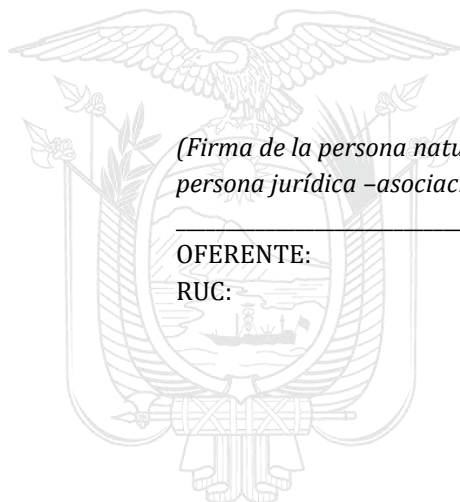 (Firma de la persona natu
persona jurídica –asociac
OFERENTE:
RUC: